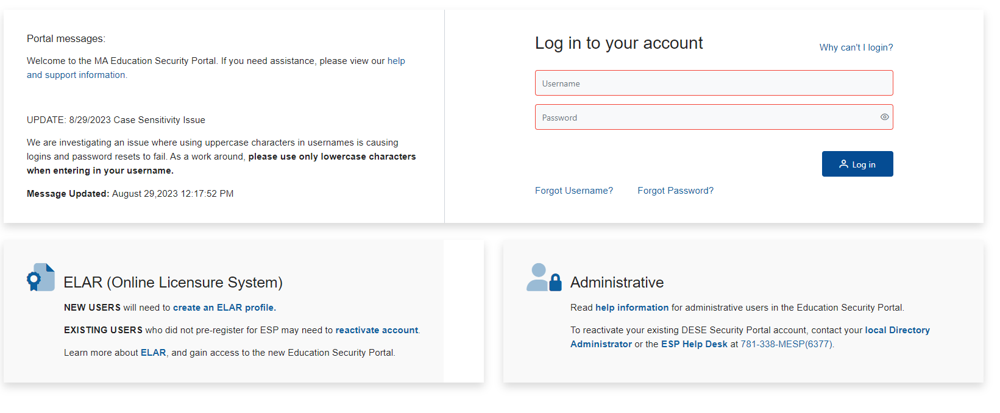 Portal messages:
Welcome to the MA Education Security Portal. If you need assistance, please view our help
and support information.
UPDATE: 8/29/2023 Case Sensitivity Issue
We are investigating an issue where using uppercase characters in usernames is causing
logins and password resets to fail. As a work around, please use only lowercase characters
when entering in your username.
Message Updated: August 29,2023 12:17:52 PM
Log in to your account
Why can't I login?
Username
Password
Log in
Forgot Username?
Forgot Password?
ELAR (Online Licensure System)
NEW USERS will need to create an ELAR profile.
EXISTING USERS who did not pre-register for ESP may need to reactivate account.
Learn more about ELAR, and gain access to the new Education Security Portal.
Administrative
Read help information for administrative users in the Education Security Portal.
To reactivate your existing DESE Security Portal account, contact your local Directory
Administrator or the ESP Help Desk at 781-338-MESP(6377).